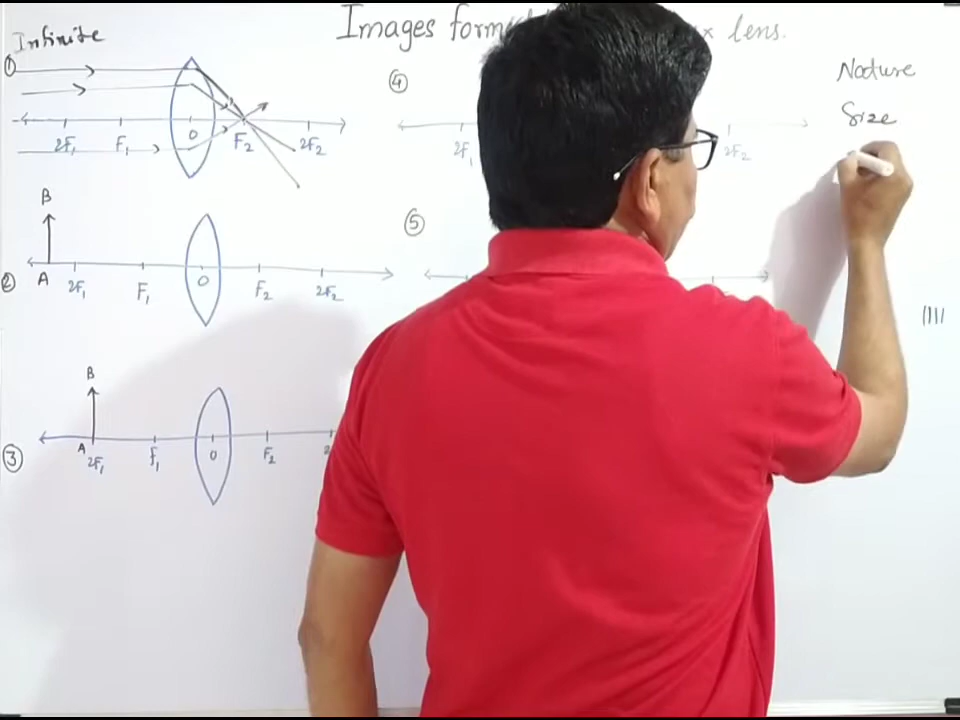 Images form x lens.
Infinite
①
2F₁ F₁ O F₂ 2F₂
B
②
A 2F₁ F₁ O F₂ 2F₂
B
③
A 2F₁ f₁ O F₂ 2
④
2F₁ 2F₂
⑤
Nature
Size